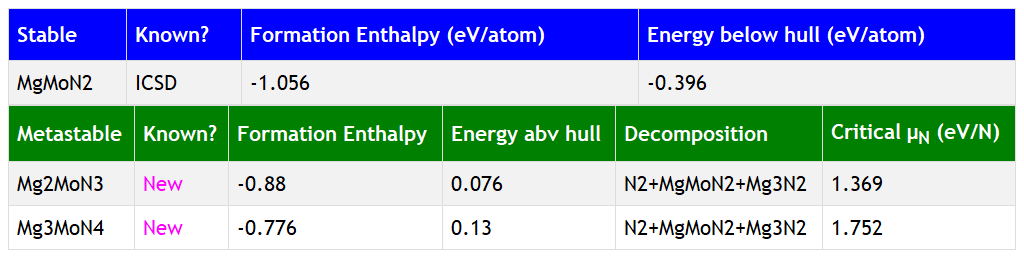 Stable Known? Formation Enthalpy (eV/atom) Energy below hull (eV/atom)
MgMoN2 ICSD -1.056 -0.396
Metastable Known? Formation Enthalpy Energy abv hull Decomposition Critical μN (eV/N)
Mg2MoN3 New -0.88 0.076 N2+MgMoN2+Mg3N2 1.369
Mg3MoN4 New -0.776 0.13 N2+MgMoN2+Mg3N2 1.752